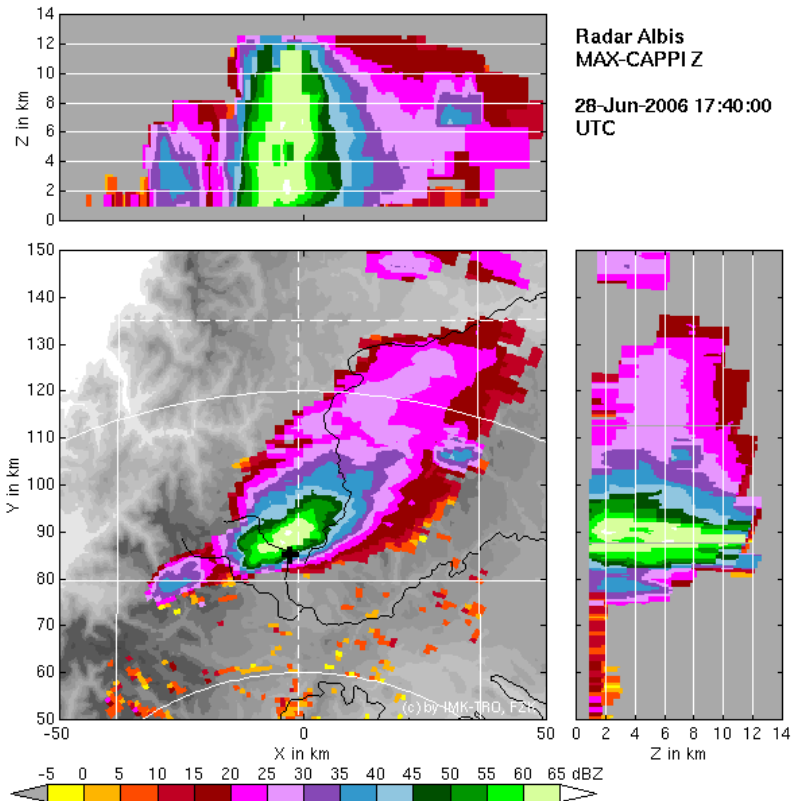 14
12
10
8
6
4
2
0
Z in km
-50
0
50
Radar Albis
MAX-CAPPI Z
28-Jun-2006 17:40:00
UTC
150
140
130
120
110
100
90
80
70
60
50
Y in km
-50
0
50
X in km
(c) by IMK-TRO, FZK
0 2 4 6 8 10 12 14
Z in km
-5 0 5 10 15 20 25 30 35 40 45 50 55 60 65 dBZ